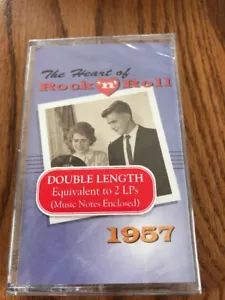 The Heart of
Rock 'n' Roll
DOUBLE LENGTH
Equivalent to 2 LPs
(Music Notes Enclosed)
1957